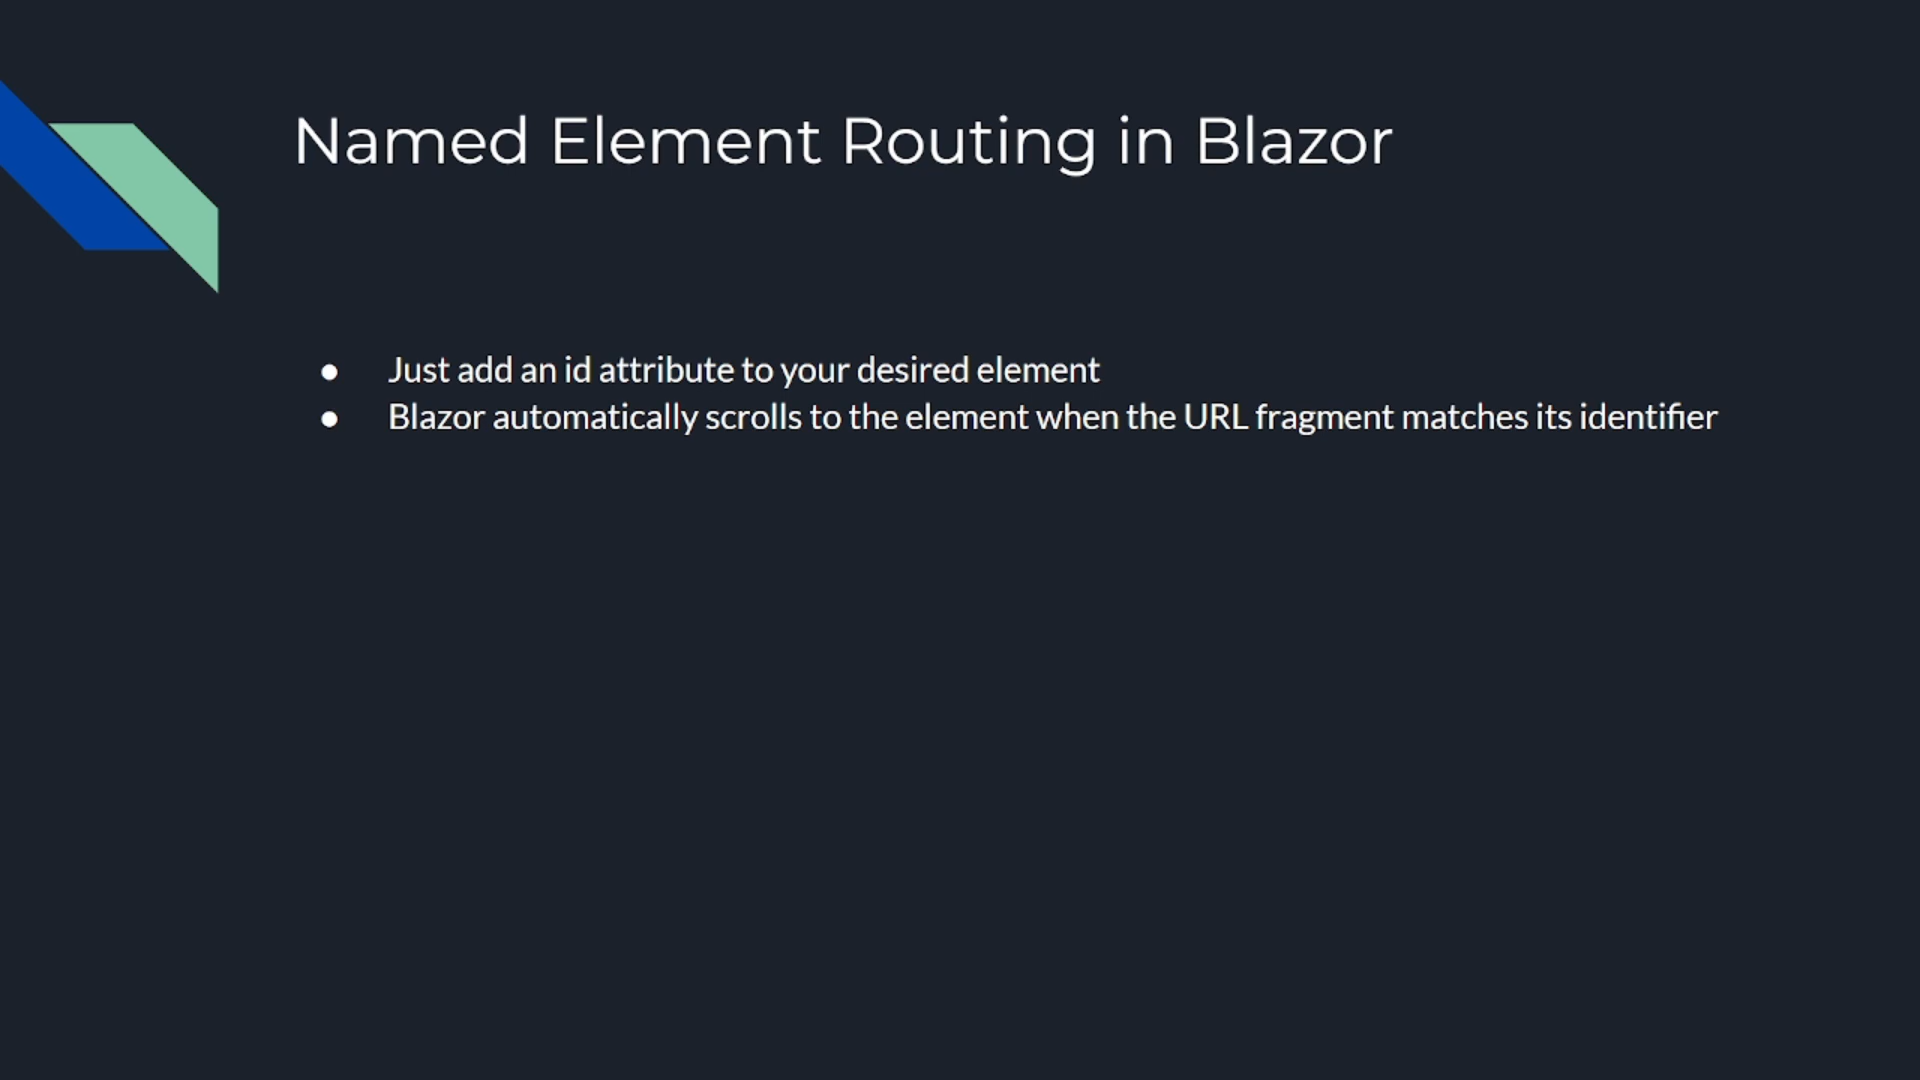 Named Element Routing in Blazor
● Just add an id attribute to your desired element
● Blazor automatically scrolls to the element when the URL fragment matches its identifier